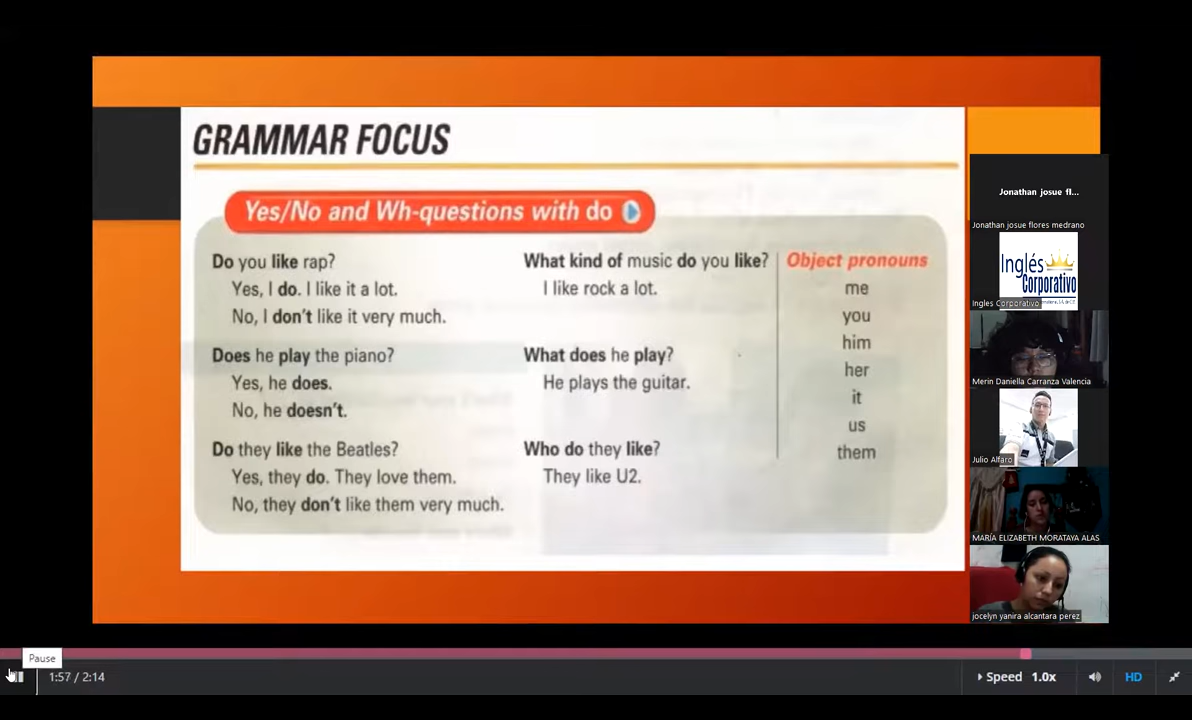 GRAMMAR FOCUS
Yes/No and Wh-questions with do
Do you like rap?
Yes, I do. I like it a lot.
No, I don't like it very much.
Does he play the piano?
Yes, he does.
No, he doesn't.
Do they like the Beatles?
Yes, they do. They love them.
No, they don't like them very much.
What kind of music do you like?
I like rock a lot.
What does he play?
He plays the guitar.
Who do they like?
They like U2.
Object pronouns
me
you
him
her
it
us
them
Jonathan josue fl...
Jonathan josue flores medrano
Inglés
Corporativo
Ingles Corporativo
Merin Daniella Carranza Valencia
Julio Alfaro
MARÍA ELIZABETH MORATAYA ALAS
jocelyn yanira alcantara perez
Pause
1:57 / 2:14
Speed 1.0x
HD